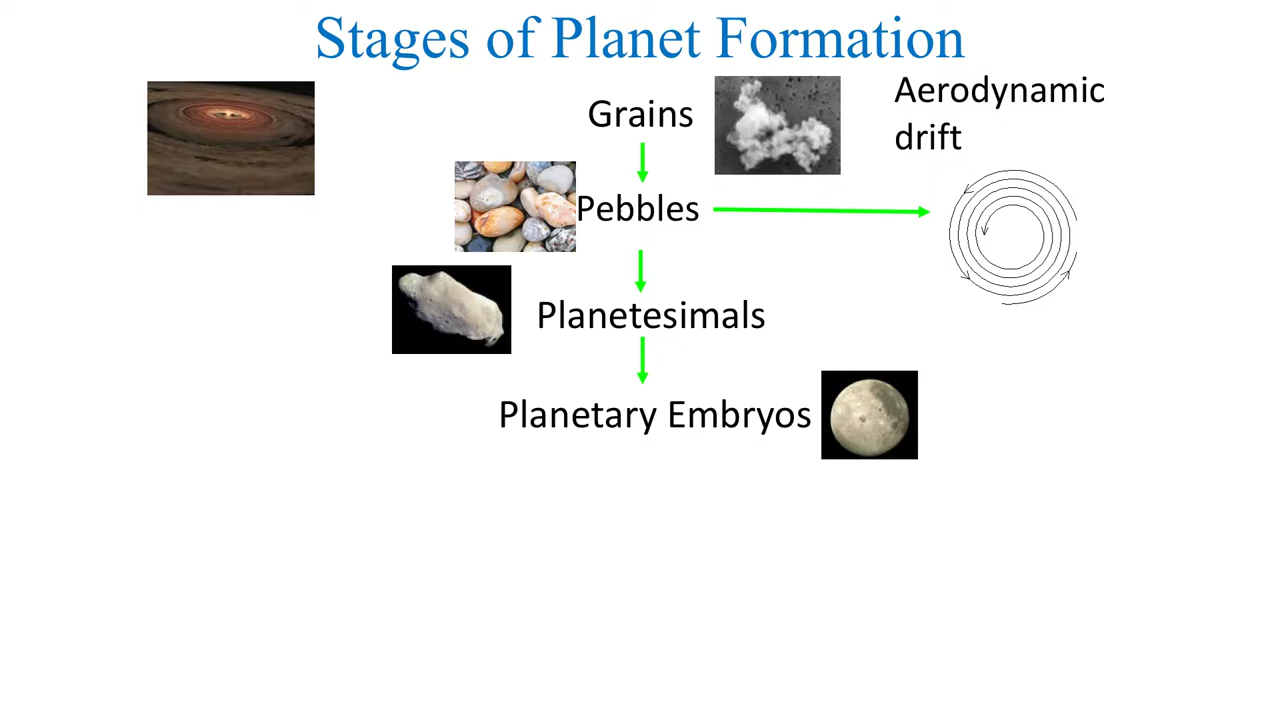 Stages of Planet Formation
Grains
Aerodynamic
drift
Pebbles
Planetesimals
Planetary Embryos